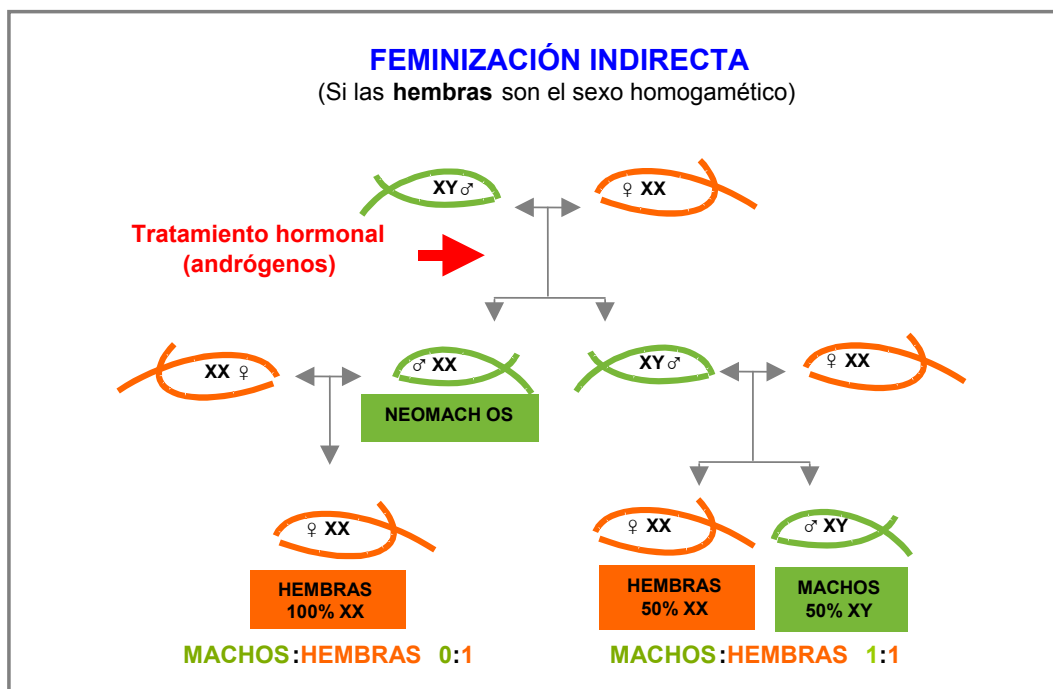 FEMINIZACIÓN INDIRECTA
(Si las hembras son el sexo homogamético)
XY♂
♀ XX
Tratamiento hormonal
(andrógenos)
XX ♀
♂ XX
XY♂
♀ XX
NEOMACH OS
♀ XX
♀ XX
♂ XY
HEMBRAS
100% XX
HEMBRAS
50% XX
MACHOS
50% XY
MACHOS:HEMBRAS 0:1
MACHOS:HEMBRAS 1:1